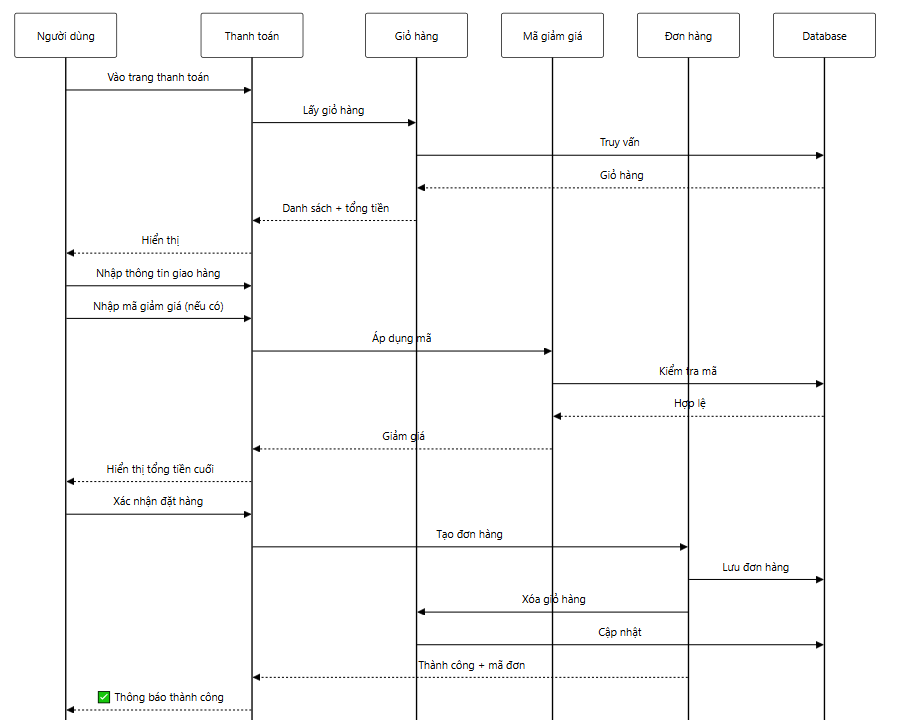 Người dùng
Thanh toán
Giỏ hàng
Mã giảm giá
Đơn hàng
Database
Vào trang thanh toán
Lấy giỏ hàng
Truy vấn
Giỏ hàng
Danh sách + tổng tiền
Hiển thị
Nhập thông tin giao hàng
Nhập mã giảm giá (nếu có)
Áp dụng mã
Kiểm tra mã
Hợp lệ
Giảm giá
Hiển thị tổng tiền cuối
Xác nhận đặt hàng
Tạo đơn hàng
Lưu đơn hàng
Xóa giỏ hàng
Cập nhật
Thành công + mã đơn
✅ Thông báo thành công